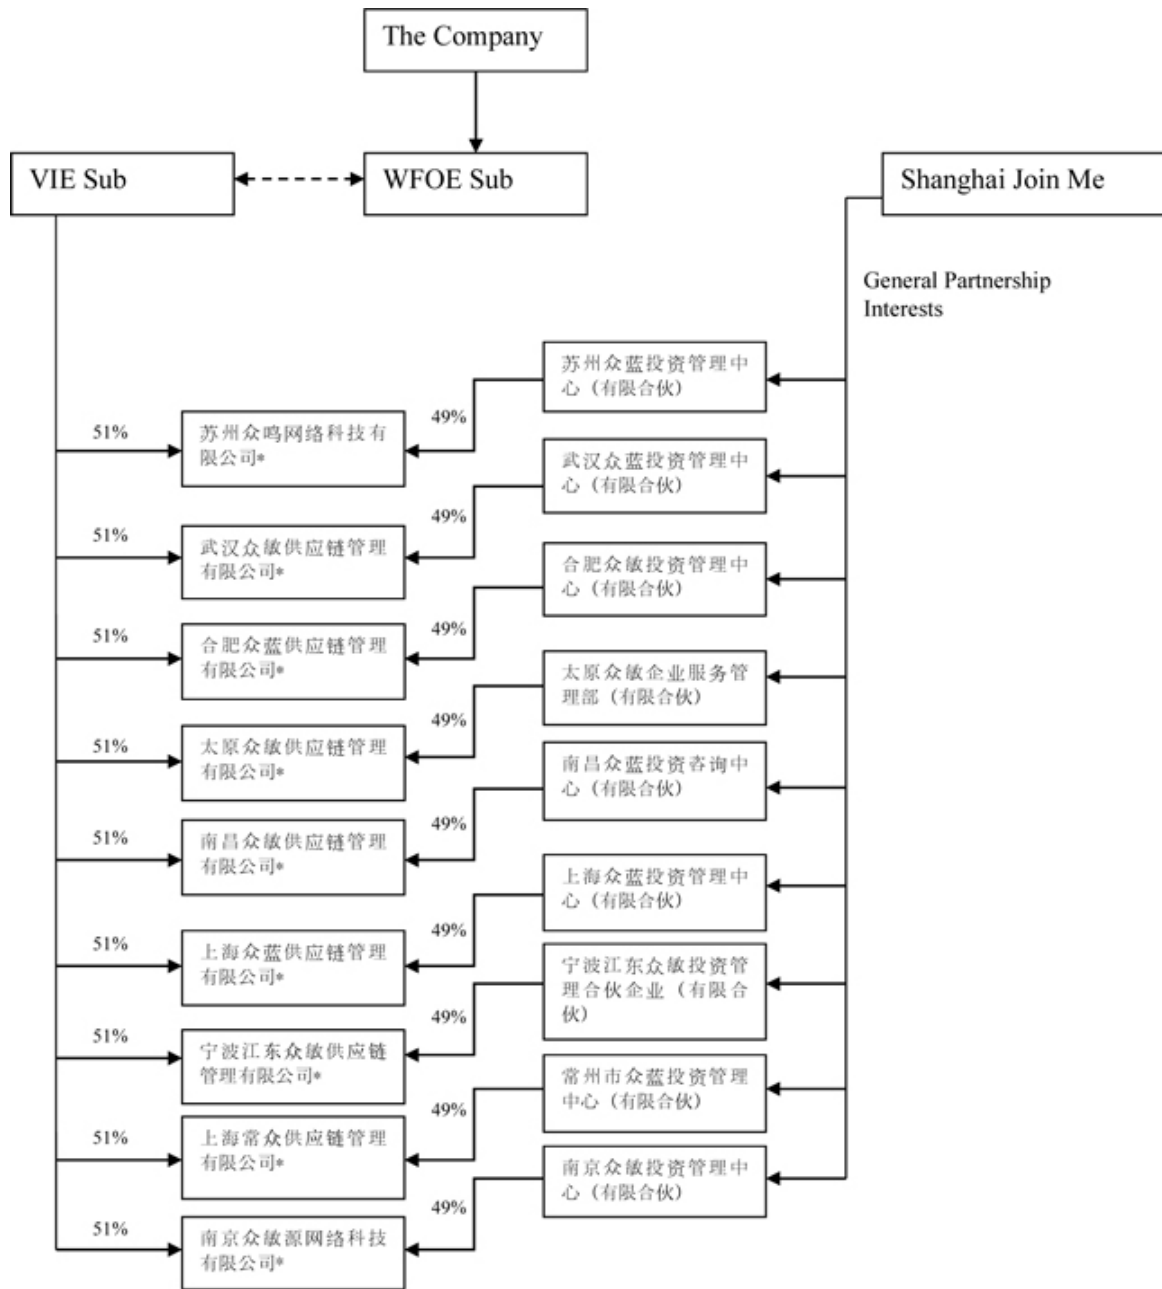 The Company
VIE Sub
WFOE Sub
Shanghai Join Me
General Partnership
Interests
苏州众蓝投资管理中
心（有限合伙）
51%
苏州众鸣网络科技有
限公司*
49%
武汉众蓝投资管理中
心（有限合伙）
51%
武汉众敏供应链管理
有限公司*
49%
合肥众敏投资管理中
心（有限合伙）
51%
合肥众蓝供应链管理
有限公司*
49%
太原众敏企业服务管
理部（有限合伙）
51%
太原众敏供应链管理
有限公司*
49%
南昌众蓝投资咨询中
心（有限合伙）
51%
南昌众敏供应链管理
有限公司*
49%
上海众蓝投资管理中
心（有限合伙）
51%
上海众蓝供应链管理
有限公司*
49%
宁波江东众敏投资管
理合伙企业（有限合
伙）
51%
宁波江东众敏供应链
管理有限公司*
49%
常州市众蓝投资管理
中心（有限合伙）
51%
上海常众供应链管理
有限公司*
49%
南京众敏投资管理中
心（有限合伙）
51%
南京众敏源网络科技
有限公司*
49%